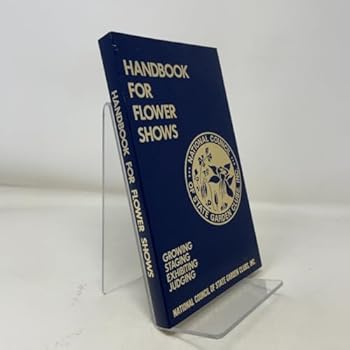 HANDBOOK
FOR
FLOWER
SHOWS
NATIONAL COUNCIL
OF STATE GARDEN CLUBS, INC.
GROWING
STAGING
EXHIBITING
JUDGING
NATIONAL COUNCIL OF STATE GARDEN CLUBS, INC.
HANDBOOK FOR FLOWER SHOWS